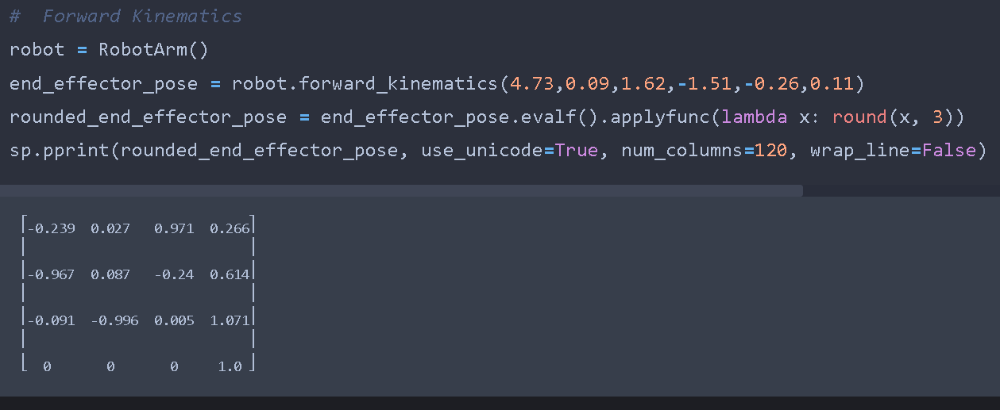 #  Forward Kinematics
robot = RobotArm()
end_effector_pose = robot.forward_kinematics(4.73,0.09,1.62,-1.51,-0.26,0.11)
rounded_end_effector_pose = end_effector_pose.evalf().applyfunc(lambda x: round(x, 3))
sp.pprint(rounded_end_effector_pose, use_unicode=True, num_columns=120, wrap_line=False)
-0.239 0.027 0.971 0.266
-0.967 0.087 -0.24 0.614
-0.091 -0.996 0.005 1.071
0 0 0 1.0